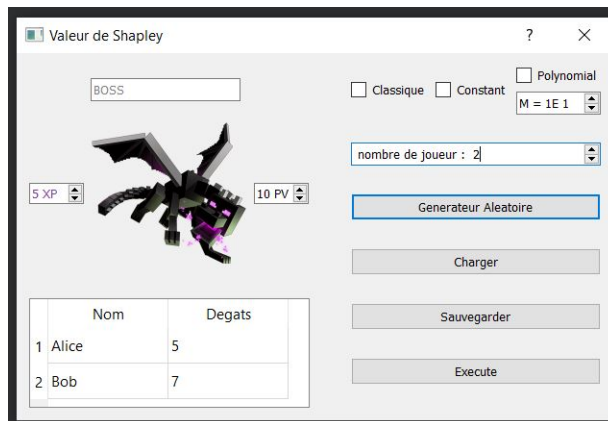 Valeur de Shapley ?
BOSS
Classique Constant Polynomial
M = 1E 1
nombre de joueur : 2
5 XP 10 PV
Generateur Aleatoire
Charger
Nom Degats
1 Alice 5
2 Bob 7
Sauvegarder
Execute